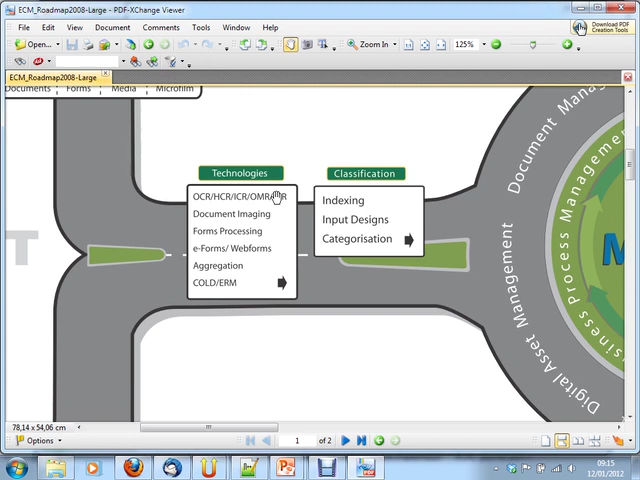 ECM_Roadmap2008-Large - PDF-XChange Viewer
File Edit View Document Comments Tools Window Help
Open...
Zoom In
125%
Download PDF
Creation Tools
ECM_Roadmap2008-Large
Documents Forms Media Microfilm
Technologies
OCR/HCR/ICR/OMR/
Document Imaging
Forms Processing
e-Forms/ Webforms
Aggregation
COLD/ERM
Classification
Indexing
Input Designs
Categorisation
Document
Digital Asset Management
Business Process Management
T
M
78,14 x 54,06 cm
Options
1
of 2
09:15
12/01/2012